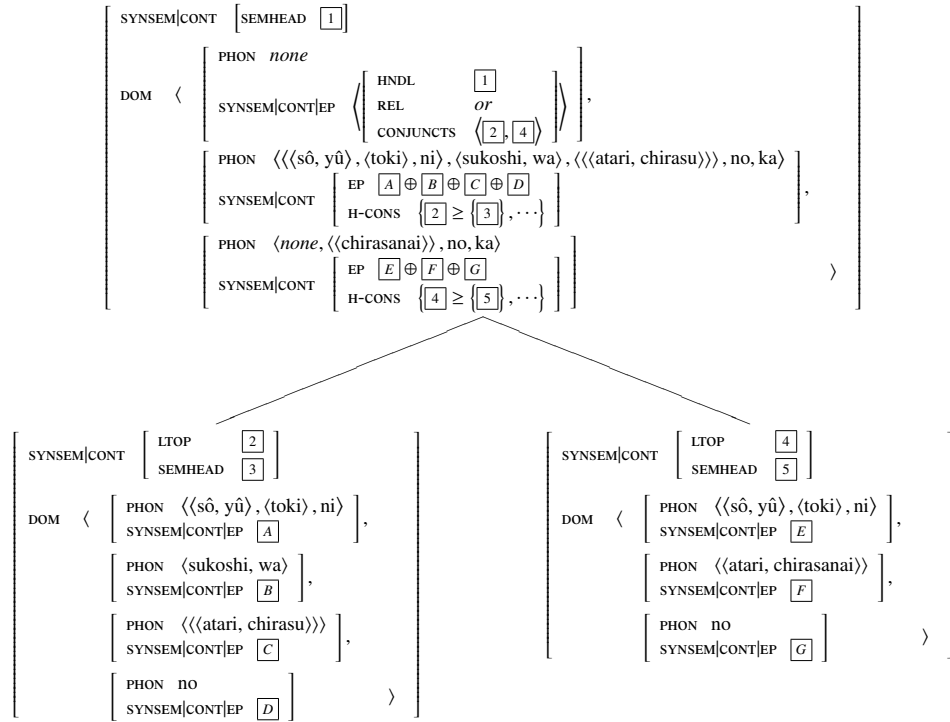 SYNSEM|CONT [SEMHEAD 1]
PHON none
HNDL 1
SYNSEM|CONT|EP ⟨ REL or ⟩ ,
CONJUNCTS ⟨ 2 , 4 ⟩
DOM ⟨
PHON ⟨⟨⟨sô, yû⟩ , ⟨toki⟩ , ni⟩ , ⟨sukoshi, wa⟩ , ⟨⟨⟨atari, chirasu⟩⟩⟩ , no, ka⟩
EP A ⊕ B ⊕ C ⊕ D
SYNSEM|CONT ,
H-CONS { 2 ≥ { 3 } , ··· }
PHON ⟨none, ⟨⟨chirasanai⟩⟩ , no, ka⟩
EP E ⊕ F ⊕ G
SYNSEM|CONT ⟩
H-CONS { 4 ≥ { 5 } , ··· }
LTOP 2
SYNSEM|CONT
SEMHEAD 3
PHON ⟨⟨sô, yû⟩ , ⟨toki⟩ , ni⟩
DOM ⟨ ,
SYNSEM|CONT|EP A
PHON ⟨sukoshi, wa⟩
SYNSEM|CONT|EP B ,
PHON ⟨⟨⟨atari, chirasu⟩⟩⟩
SYNSEM|CONT|EP C ,
PHON no
SYNSEM|CONT|EP D ⟩
LTOP 4
SYNSEM|CONT
SEMHEAD 5
PHON ⟨⟨sô, yû⟩ , ⟨toki⟩ , ni⟩
DOM ⟨ ,
SYNSEM|CONT|EP E
PHON ⟨⟨atari, chirasanai⟩⟩
SYNSEM|CONT|EP F ,
PHON no
SYNSEM|CONT|EP G ⟩